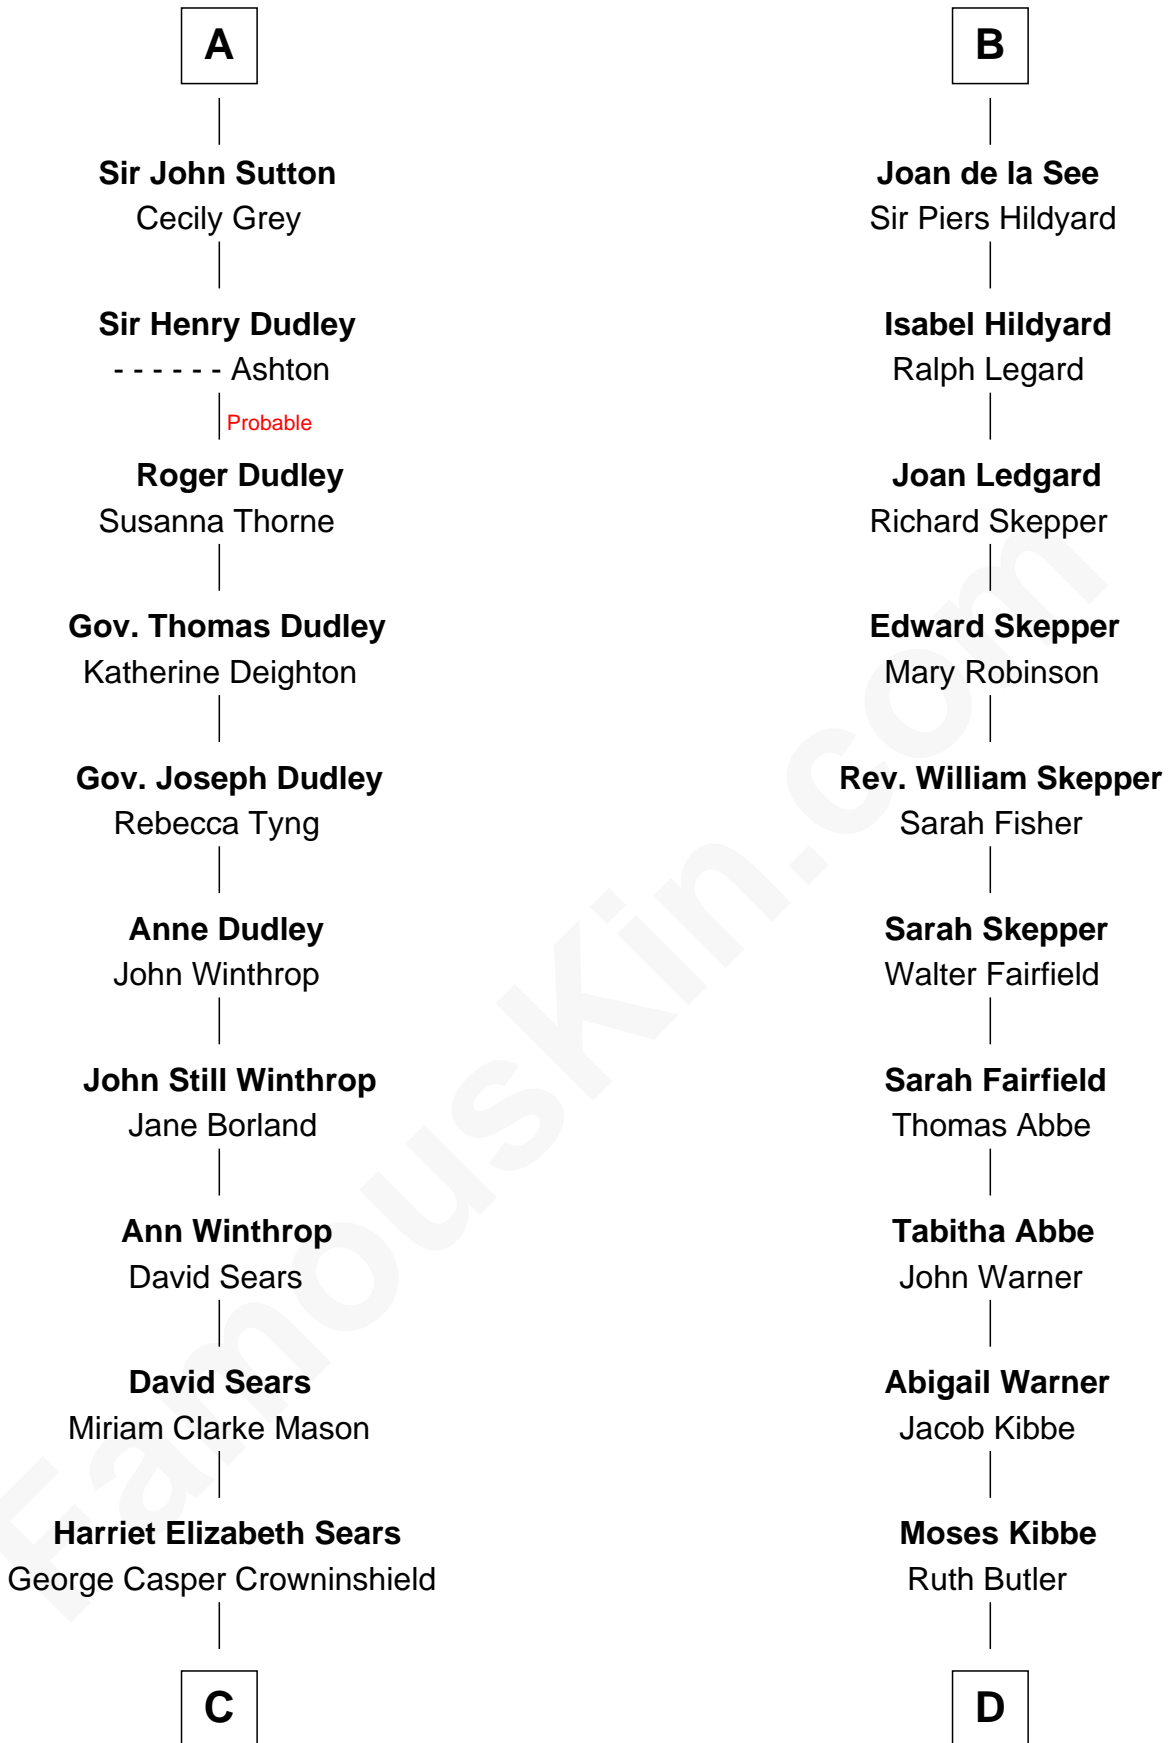 A
Sir John Sutton
Cecily Grey
Sir Henry Dudley
- - - - - - Ashton
Probable
Roger Dudley
Susanna Thorne
Gov. Thomas Dudley
Katherine Deighton
Gov. Joseph Dudley
Rebecca Tyng
Anne Dudley
John Winthrop
John Still Winthrop
Jane Borland
Ann Winthrop
David Sears
David Sears
Miriam Clarke Mason
Harriet Elizabeth Sears
George Casper Crowninshield
C
B
Joan de la See
Sir Piers Hildyard
Isabel Hildyard
Ralph Legard
Joan Ledgard
Richard Skepper
Edward Skepper
Mary Robinson
Rev. William Skepper
Sarah Fisher
Sarah Skepper
Walter Fairfield
Sarah Fairfield
Thomas Abbe
Tabitha Abbe
John Warner
Abigail Warner
Jacob Kibbe
Moses Kibbe
Ruth Butler
D
FamousKin.com